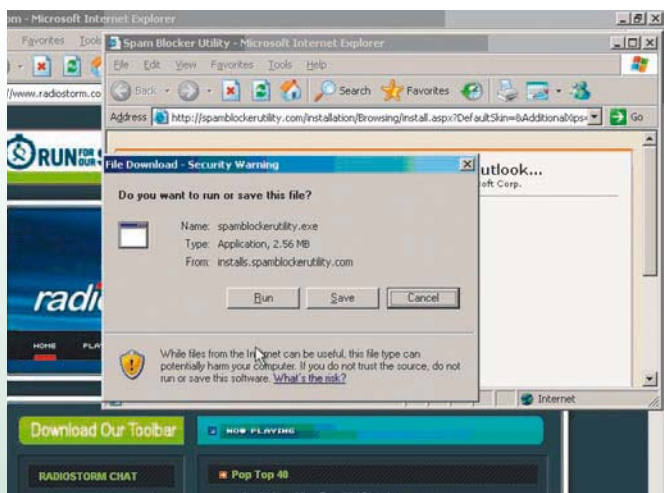 om - Microsoft Internet Explorer
Favorites Tools
Spam Blocker Utility - Microsoft Internet Explorer
File Edit View Favorites Tools Help
Back Search Favorites
/www.radiostorm.co
Address http://spamblockerutility.com/installation/Browsing/install.aspx?DefaultSkin=&AdditionalXips= Go
RUN FOR OUR S
utlook...
oft Corp.
File Download - Security Warning
Do you want to run or save this file?
Name: spamblockerutility.exe
Type: Application, 2.56 MB
From: installs.spamblockerutility.com
Run Save Cancel
While files from the Internet can be useful, this file type can
potentially harm your computer. If you do not trust the source, do not
run or save this software. What's the risk?
radi
HOME PLA
Internet
Download Our Toolbar
NOW PLAYING
RADIOSTORM CHAT
Pop Top 40